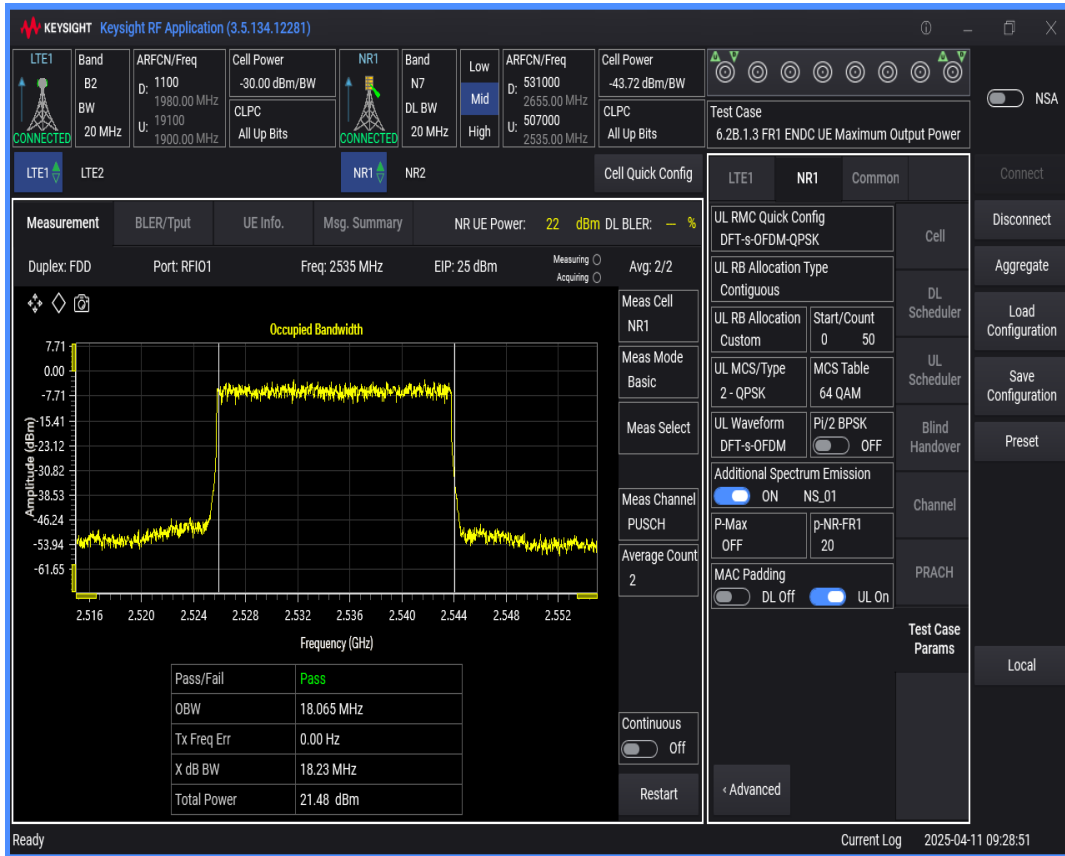 KEYSIGHT Keysight RF Application (3.5.134.12281)
LTE1
CONNECTED
Band
B2
BW
20 MHz
ARFCN/Freq
D: 1100
1980.00 MHz
U: 19100
1900.00 MHz
Cell Power
-30.00 dBm/BW
CLPC
All Up Bits
NR1
CONNECTED
Band
N7
DL BW
20 MHz
Low
Mid
High
ARFCN/Freq
D: 531000
2655.00 MHz
U: 507000
2535.00 MHz
Cell Power
-43.72 dBm/BW
CLPC
All Up Bits
Test Case
6.2B.1.3 FR1 ENDC UE Maximum Output Power
NSA
LTE1 LTE2 NR1 NR2 Cell Quick Config
Measurement BLER/Tput UE Info. Msg. Summary NR UE Power: 22 dBm DL BLER: --- %
Duplex: FDD Port: RFIO1 Freq: 2535 MHz EIP: 25 dBm Measuring Acquiring Avg: 2/2
Occupied Bandwidth
Amplitude (dBm)
7.71
0.00
-7.71
-15.41
-23.12
-30.82
-38.53
-46.24
-53.94
-61.65
2.516 2.520 2.524 2.528 2.532 2.536 2.540 2.544 2.548 2.552
Frequency (GHz)
Pass/Fail Pass
OBW 18.065 MHz
Tx Freq Err 0.00 Hz
X dB BW 18.23 MHz
Total Power 21.48 dBm
Meas Cell
NR1
Meas Mode
Basic
Meas Select
Meas Channel
PUSCH
Average Count
2
Continuous
Off
Restart
LTE1 NR1 Common
UL RMC Quick Config
DFT-s-OFDM-QPSK
UL RB Allocation Type
Contiguous
UL RB Allocation
Custom
Start/Count
0 50
UL MCS/Type
2 - QPSK
MCS Table
64 QAM
UL Waveform
DFT-s-OFDM
Pi/2 BPSK
OFF
Additional Spectrum Emission
ON NS_01
P-Max
OFF
p-NR-FR1
20
MAC Padding
DL Off UL On
‹ Advanced
Cell
DL
Scheduler
UL
Scheduler
Blind
Handover
Channel
PRACH
Test Case
Params
Connect
Disconnect
Aggregate
Load
Configuration
Save
Configuration
Preset
Local
Ready Current Log 2025-04-11 09:28:51